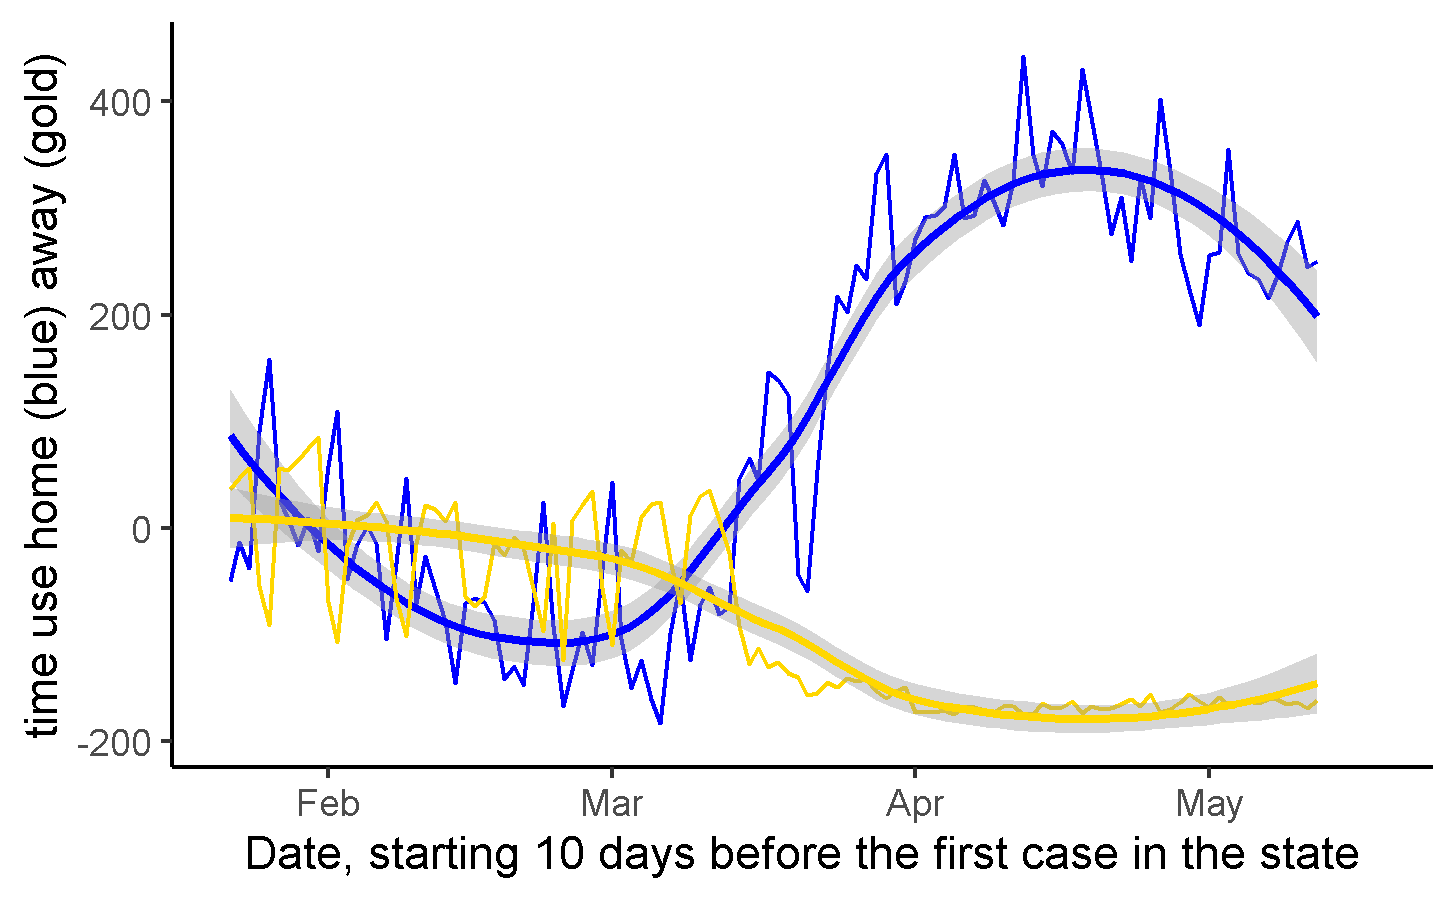 time use home (blue) away (gold)
400
200
0
-200
Feb Mar Apr May
Date, starting 10 days before the first case in the state